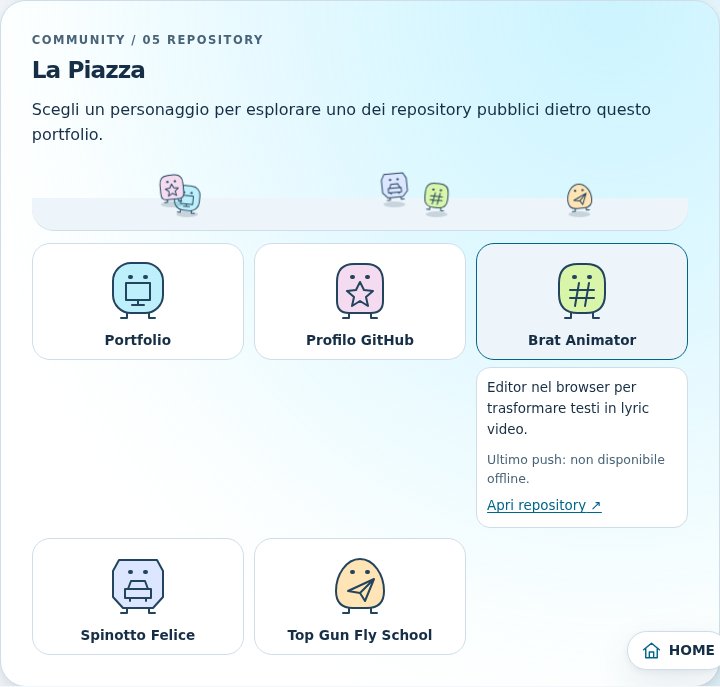 COMMUNITY / 05 REPOSITORY
La Piazza
Scegli un personaggio per esplorare uno dei repository pubblici dietro questo
portfolio.
Portfolio
Profilo GitHub
Brat Animator
Editor nel browser per
trasformare testi in lyric
video.
Ultimo push: non disponibile
offline.
Apri repository ↗
Spinotto Felice
Top Gun Fly School
HOME